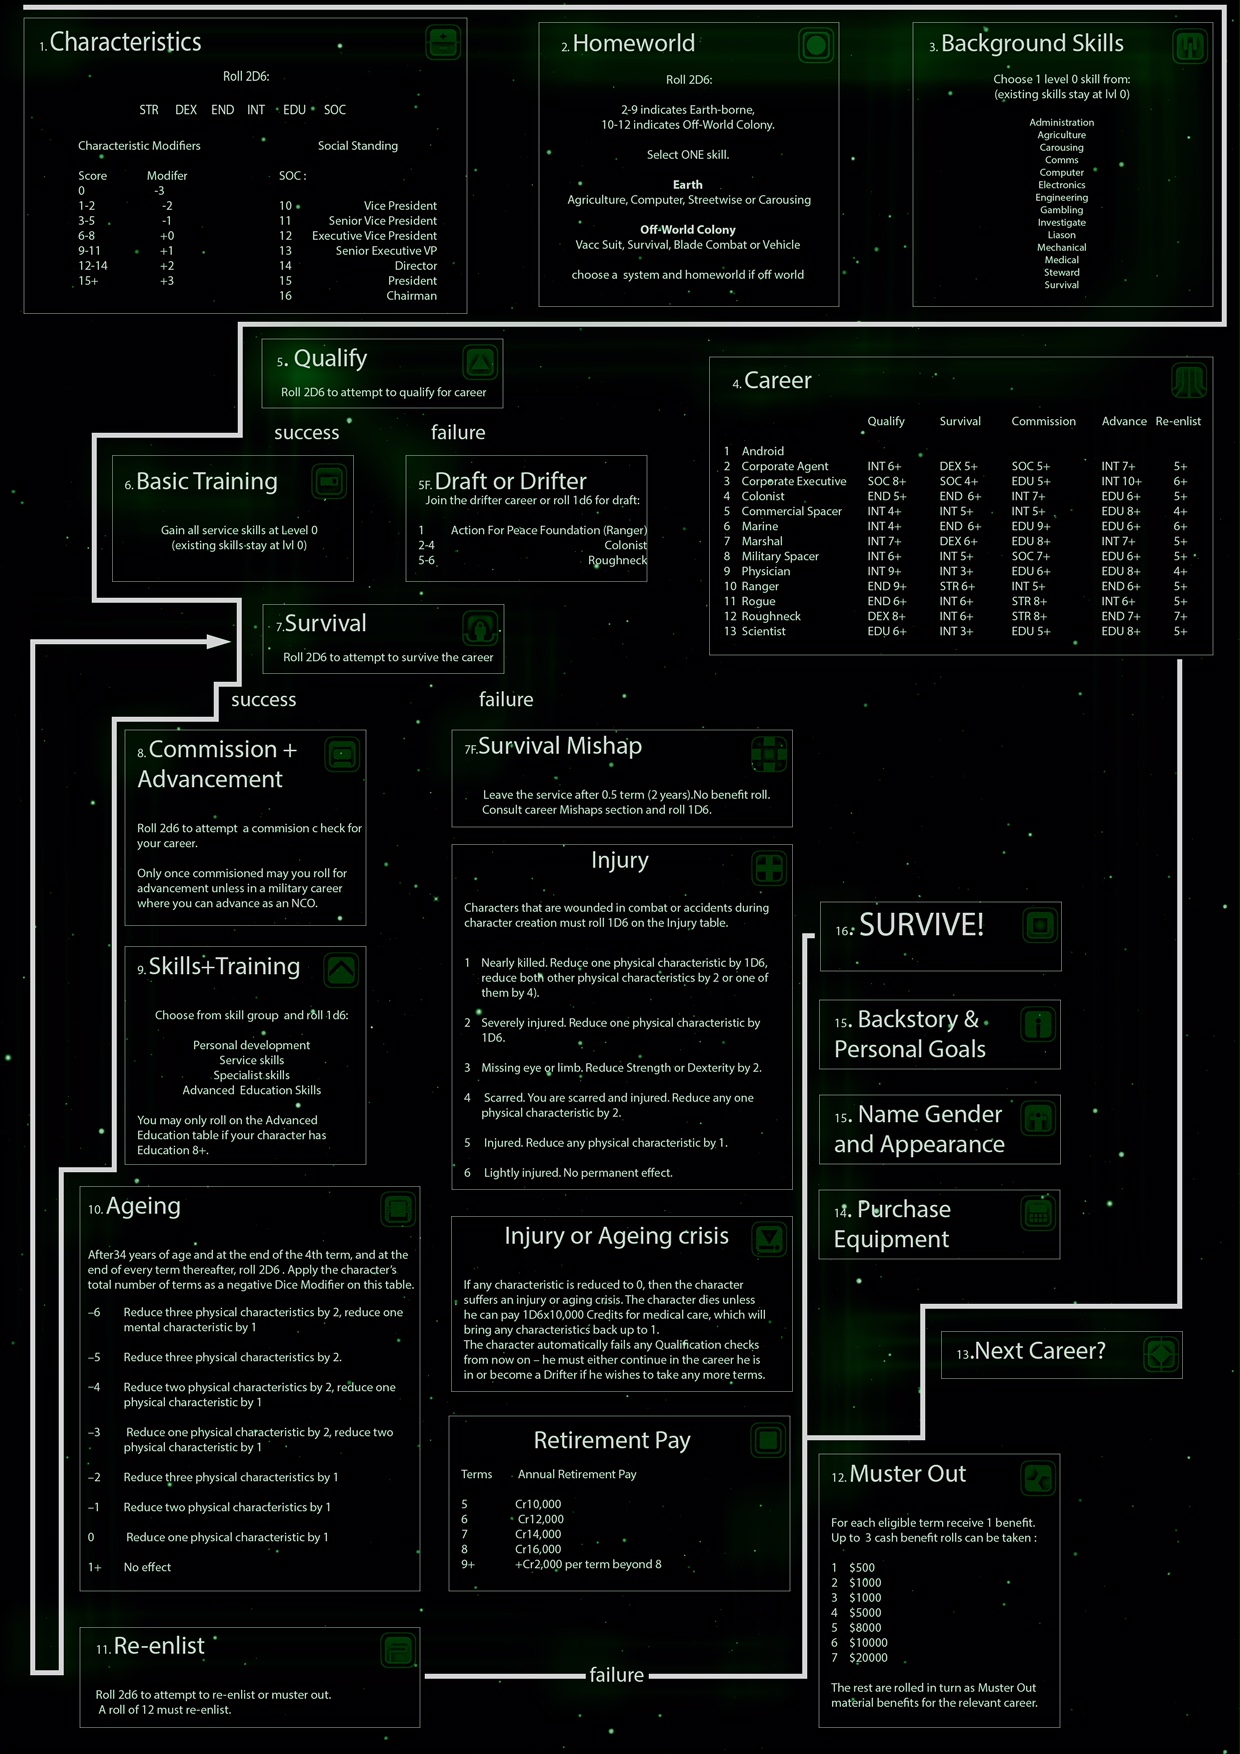 1. Characteristics
Roll 2D6:
STR DEX END INT EDU SOC
Characteristic Modifiers
Score Modifer
0 -3
1-2 -2
3-5 -1
6-8 +0
9-11 +1
12-14 +2
15+ +3
Social Standing
SOC :
10 Vice President
11 Senior Vice President
12 Executive Vice President
13 Senior Executive VP
14 Director
15 President
16 Chairman
2. Homeworld
Roll 2D6:
2-9 indicates Earth-borne,
10-12 indicates Off-World Colony.
Select ONE skill.
Earth
Agriculture, Computer, Streetwise or Carousing
Off-World Colony
Vacc Suit, Survival, Blade Combat or Vehicle
choose a system and homeworld if off world
3. Background Skills
Choose 1 level 0 skill from:
(existing skills stay at lvl 0)
Administration
Agriculture
Carousing
Comms
Computer
Electronics
Engineering
Gambling
Investigate
Liason
Mechanical
Medical
Steward
Survival
4. Career
Qualify Survival Commission Advance Re-enlist
1 Android
2 Corporate Agent INT 6+ DEX 5+ SOC 5+ INT 7+ 5+
3 Corporate Executive SOC 8+ SOC 4+ EDU 5+ INT 10+ 6+
4 Colonist END 5+ END 6+ INT 7+ EDU 6+ 5+
5 Commercial Spacer INT 4+ INT 5+ INT 5+ EDU 8+ 4+
6 Marine INT 4+ END 6+ EDU 9+ EDU 6+ 6+
7 Marshal INT 7+ DEX 6+ EDU 8+ INT 7+ 5+
8 Military Spacer INT 6+ INT 5+ SOC 7+ EDU 6+ 5+
9 Physician INT 9+ INT 3+ EDU 6+ EDU 8+ 4+
10 Ranger END 9+ STR 6+ INT 5+ END 6+ 5+
11 Rogue END 6+ INT 6+ STR 8+ INT 6+ 5+
12 Roughneck DEX 8+ INT 6+ STR 8+ END 7+ 7+
13 Scientist EDU 6+ INT 3+ EDU 5+ EDU 8+ 5+
5. Qualify
Roll 2D6 to attempt to qualify for career
success failure
6. Basic Training
Gain all service skills at Level 0
(existing skills stay at lvl 0)
5F. Draft or Drifter
Join the drifter career or roll 1d6 for draft:
1 Action For Peace Foundation (Ranger)
2-4 Colonist
5-6 Roughneck
7. Survival
Roll 2D6 to attempt to survive the career
success failure
8. Commission +
Advancement
Roll 2d6 to attempt a commision c heck for
your career.
Only once commisioned may you roll for
advancement unless in a military career
where you can advance as an NCO.
7F. Survival Mishap
Leave the service after 0.5 term (2 years).No benefit roll.
Consult career Mishaps section and roll 1D6.
Injury
Characters that are wounded in combat or accidents during
character creation must roll 1D6 on the Injury table.
1 Nearly killed. Reduce one physical characteristic by 1D6,
reduce both other physical characteristics by 2 or one of
them by 4).
2 Severely injured. Reduce one physical characteristic by
1D6.
3 Missing eye or limb. Reduce Strength or Dexterity by 2.
4 Scarred. You are scarred and injured. Reduce any one
physical characteristic by 2.
5 Injured. Reduce any physical characteristic by 1.
6 Lightly injured. No permanent effect.
9. Skills+Training
Choose from skill group and roll 1d6:
Personal development
Service skills
Specialist skills
Advanced Education Skills
You may only roll on the Advanced
Education table if your character has
Education 8+.
10. Ageing
After34 years of age and at the end of the 4th term, and at the
end of every term thereafter, roll 2D6 . Apply the character's
total number of terms as a negative Dice Modifier on this table.
–6 Reduce three physical characteristics by 2, reduce one
mental characteristic by 1
–5 Reduce three physical characteristics by 2.
–4 Reduce two physical characteristics by 2, reduce one
physical characteristic by 1
–3 Reduce one physical characteristic by 2, reduce two
physical characteristic by 1
–2 Reduce three physical characteristics by 1
–1 Reduce two physical characteristics by 1
0 Reduce one physical characteristic by 1
1+ No effect
Injury or Ageing crisis
If any characteristic is reduced to 0, then the character
suffers an injury or aging crisis. The character dies unless
he can pay 1D6x10,000 Credits for medical care, which will
bring any characteristics back up to 1.
The character automatically fails any Qualification checks
from now on – he must either continue in the career he is
in or become a Drifter if he wishes to take any more terms.
Retirement Pay
Terms Annual Retirement Pay
5 Cr10,000
6 Cr12,000
7 Cr14,000
8 Cr16,000
9+ +Cr2,000 per term beyond 8
11. Re-enlist
Roll 2d6 to attempt to re-enlist or muster out.
A roll of 12 must re-enlist.
failure
12. Muster Out
For each eligible term receive 1 benefit.
Up to 3 cash benefit rolls can be taken :
1 $500
2 $1000
3 $1000
4 $5000
5 $8000
6 $10000
7 $20000
The rest are rolled in turn as Muster Out
material benefits for the relevant career.
13. Next Career?
14. Purchase
Equipment
15. Name Gender
and Appearance
15. Backstory &
Personal Goals
16. SURVIVE!